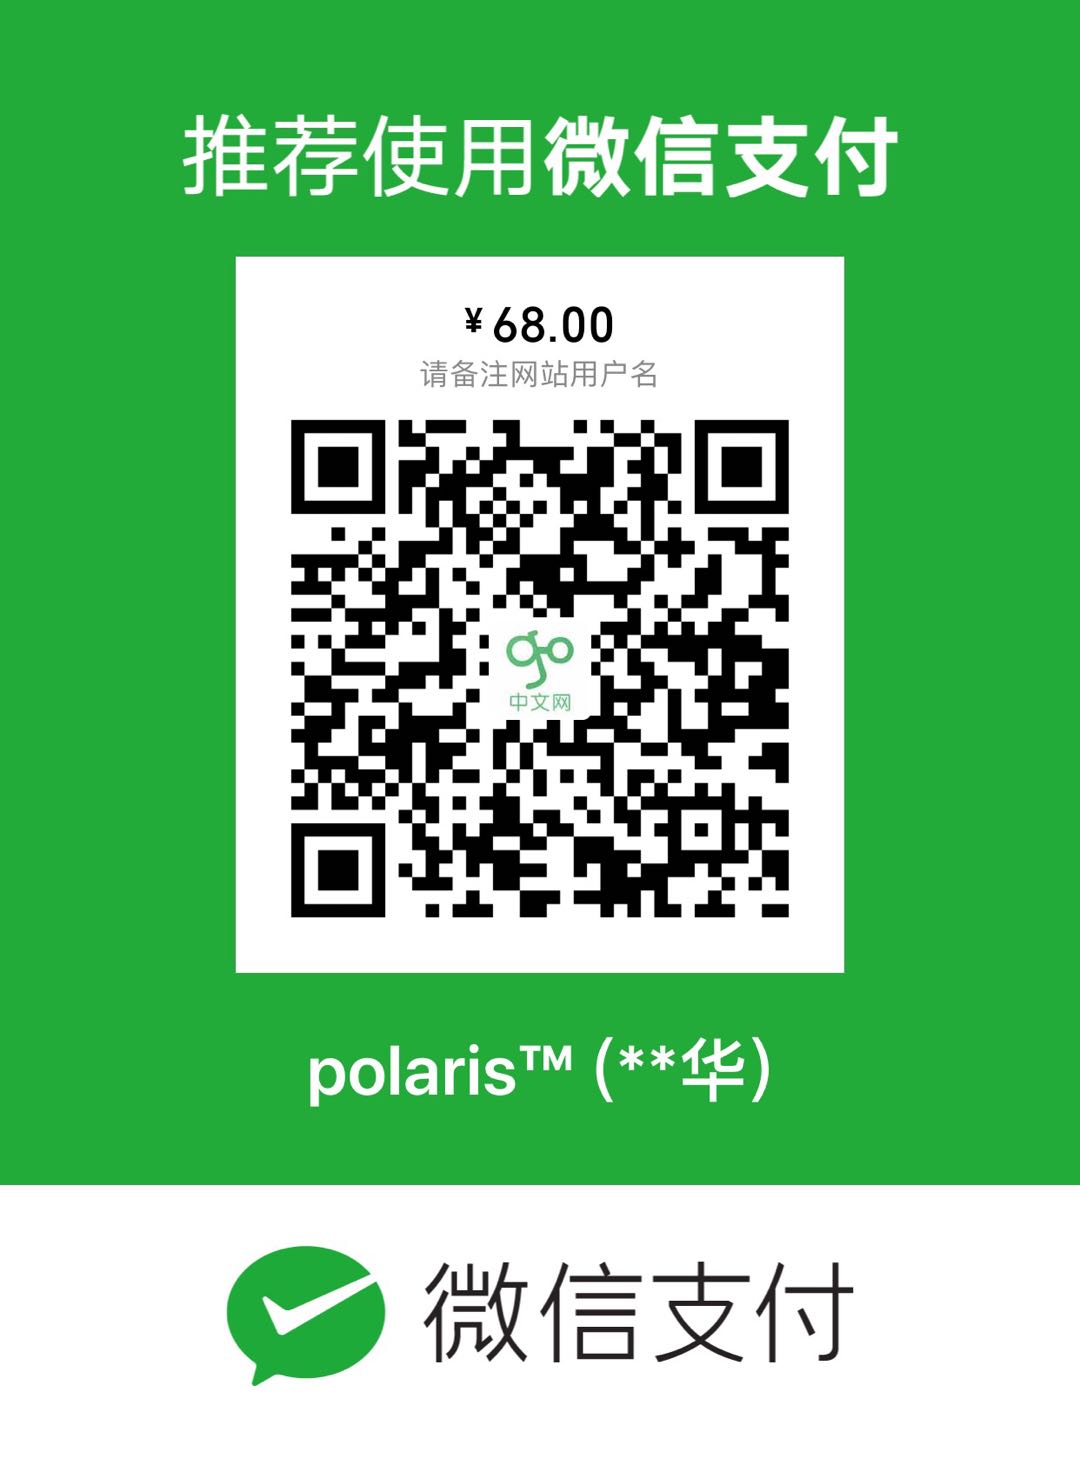 推荐使用微信支付
¥68.00
请备注网站用户名
go
中文网
polaris™ (**华)
微信支付